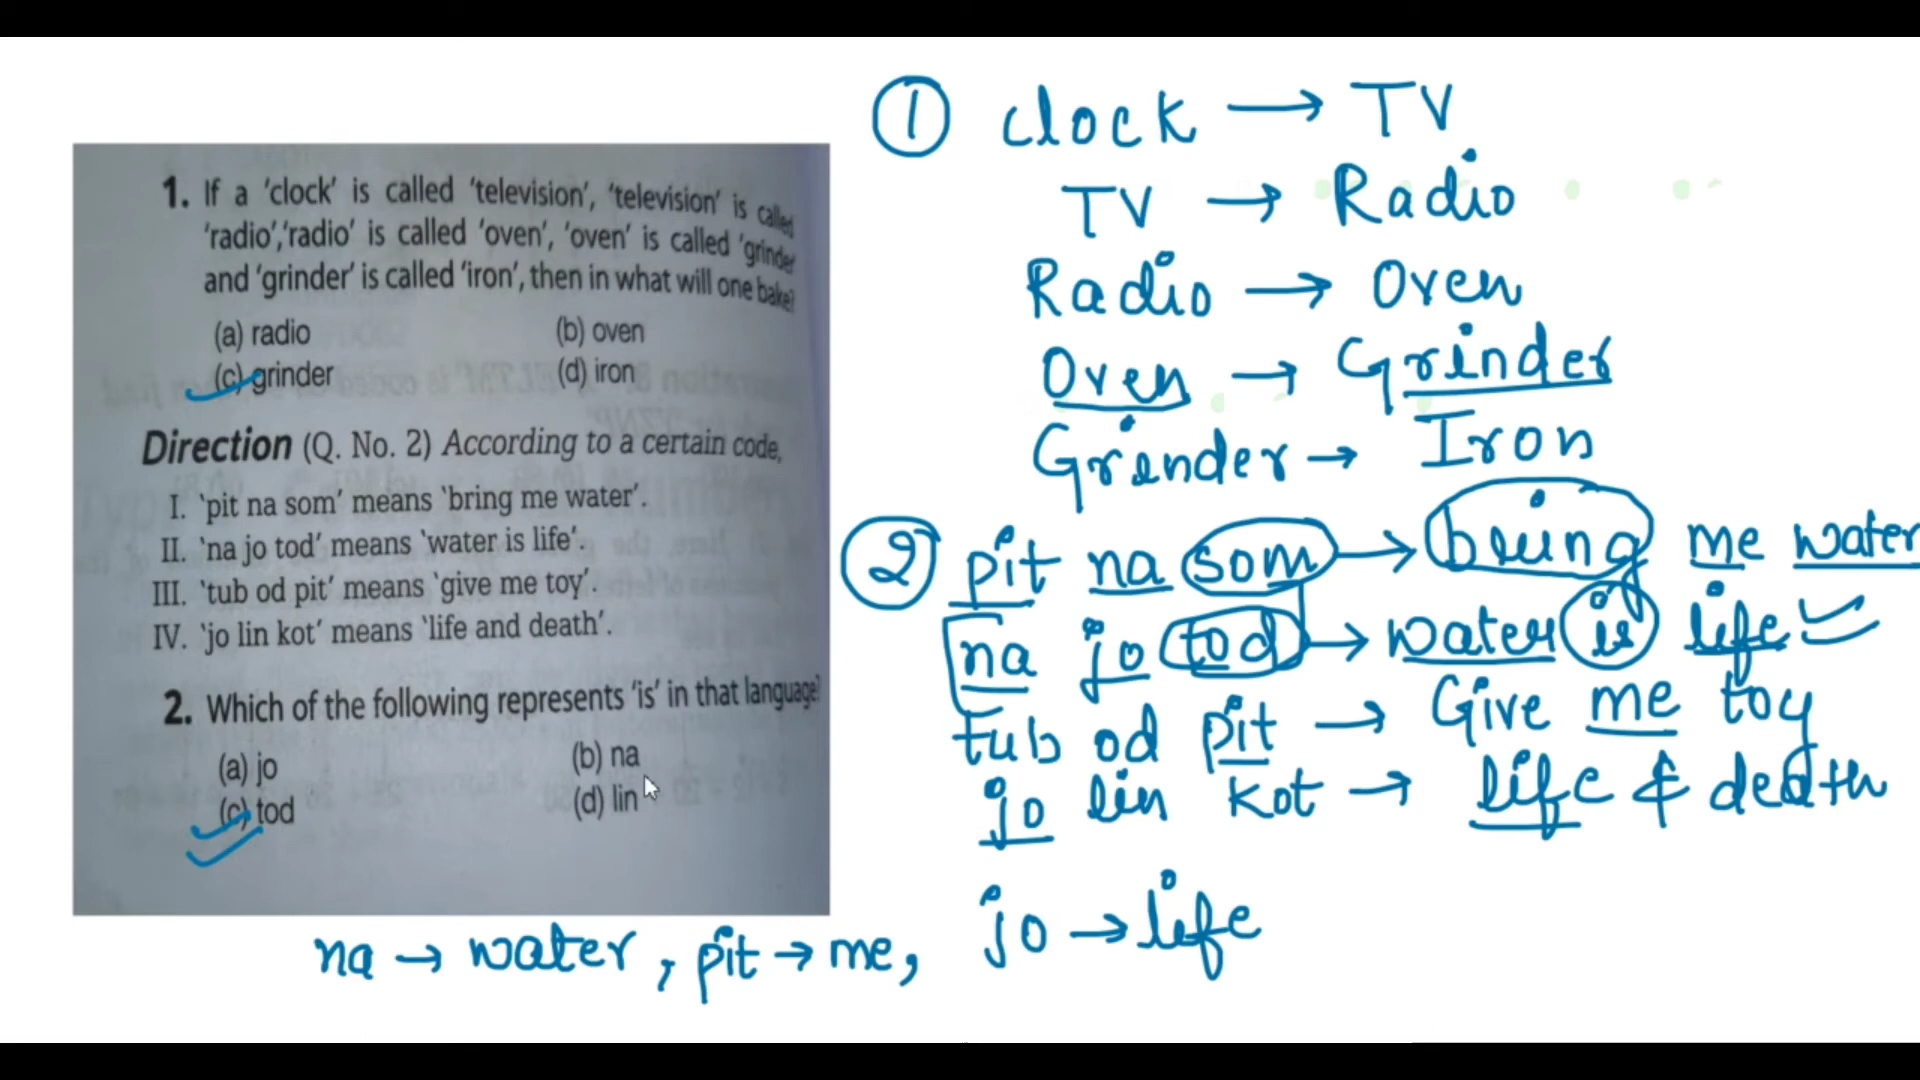 1. If a 'clock' is called 'television', 'television' is called
'radio','radio' is called 'oven', 'oven' is called 'grinder
and 'grinder' is called 'iron', then in what will one bake?
(a) radio (b) oven
(c) grinder (d) iron
Direction (Q. No. 2) According to a certain code,
I. 'pit na som' means 'bring me water'.
II. 'na jo tod' means 'water is life'.
III. 'tub od pit' means 'give me toy'.
IV. 'jo lin kot' means 'life and death'.
2. Which of the following represents 'is' in that language?
(a) jo (b) na
(c) tod (d) lin
na → water, pit → me,
① clock → TV
TV → Radio
Radio → Oven
Oven → Grinder
Grinder → Iron
② pit na som → bring me water
na jo tod → water is life
tub od pit → Give me toy
jo lin kot → life & death
jo → life